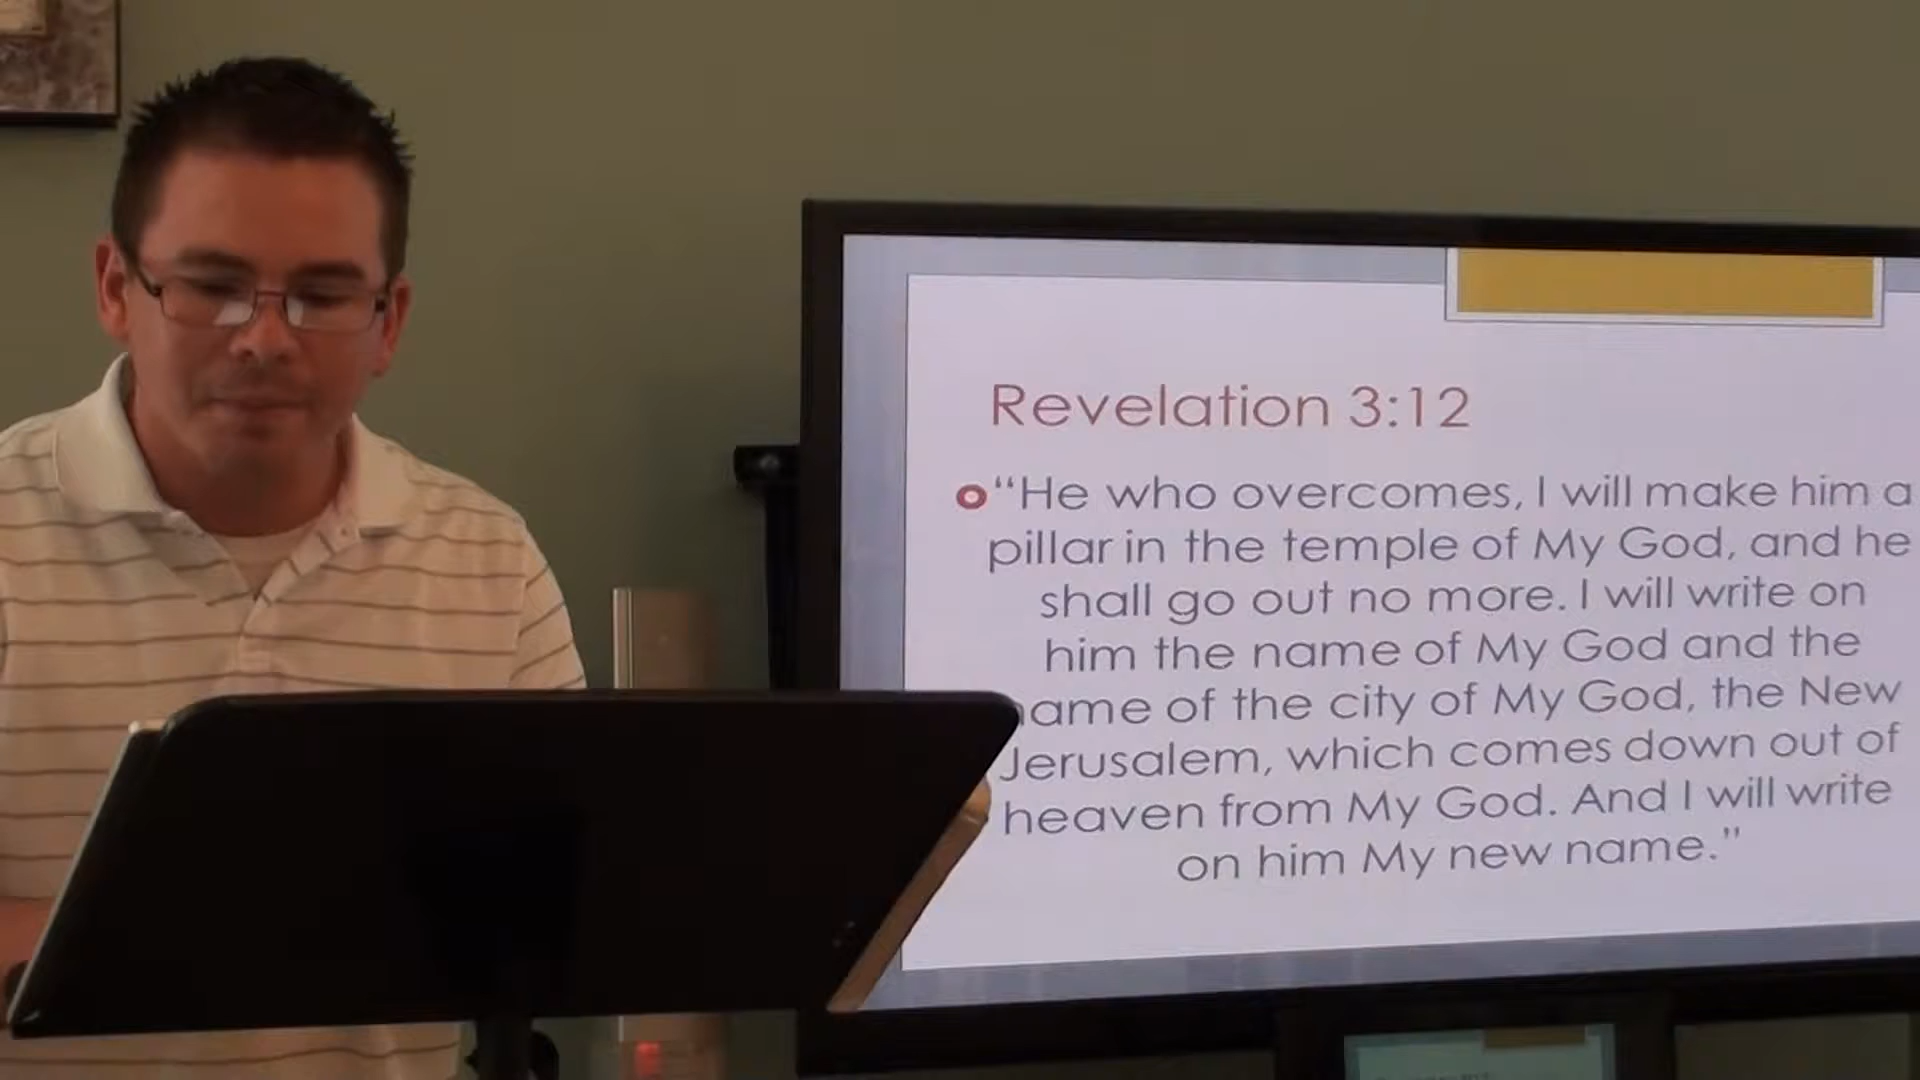 Revelation 3:12
“He who overcomes, I will make him a
pillar in the temple of My God, and he
shall go out no more. I will write on
him the name of My God and the
name of the city of My God, the New
Jerusalem, which comes down out of
heaven from My God. And I will write
on him My new name.”